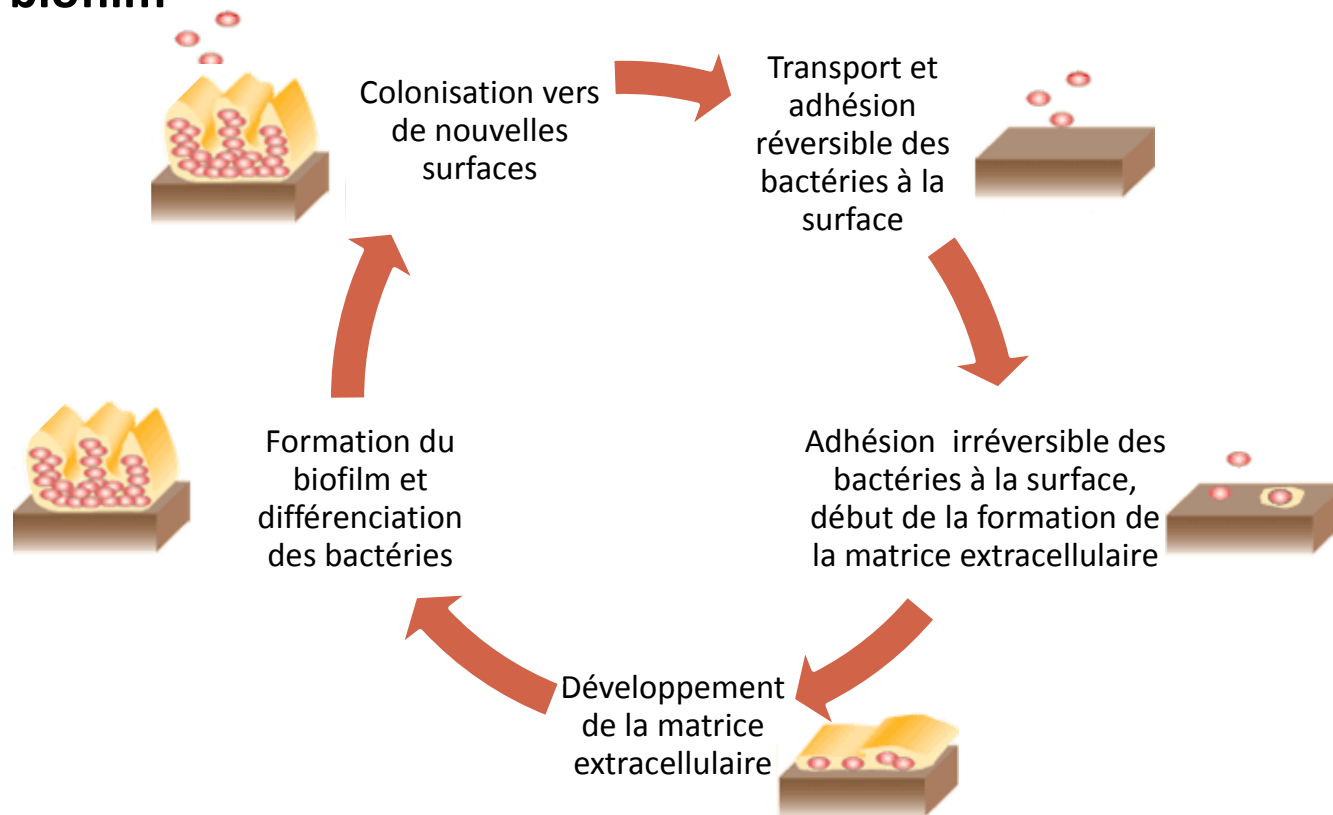 biofilm
Colonisation vers
de nouvelles
surfaces
Transport et
adhésion
réversible des
bactéries à la
surface
Adhésion irréversible des
bactéries à la surface,
début de la formation de
la matrice extracellulaire
Développement
de la matrice
extracellulaire
Formation du
biofilm et
différenciation
des bactéries